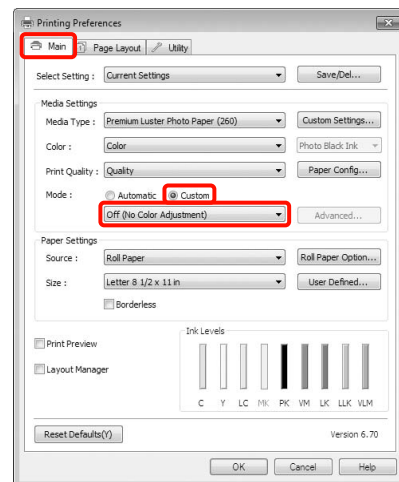 Printing Preferences
Main Page Layout Utility
Select Setting : Current Settings Save/Del...
Media Settings
Media Type : Premium Luster Photo Paper (260) Custom Settings...
Color : Color Photo Black Ink
Print Quality : Quality Paper Config...
Mode : Automatic Custom
Off (No Color Adjustment) Advanced...
Paper Settings
Source : Roll Paper Roll Paper Option...
Size : Letter 8 1/2 x 11 in User Defined...
Borderless
Print Preview
Layout Manager
Ink Levels
C Y LC MK PK VM LK LLK VLM
Reset Defaults(Y) Version 6.70
OK Cancel Help